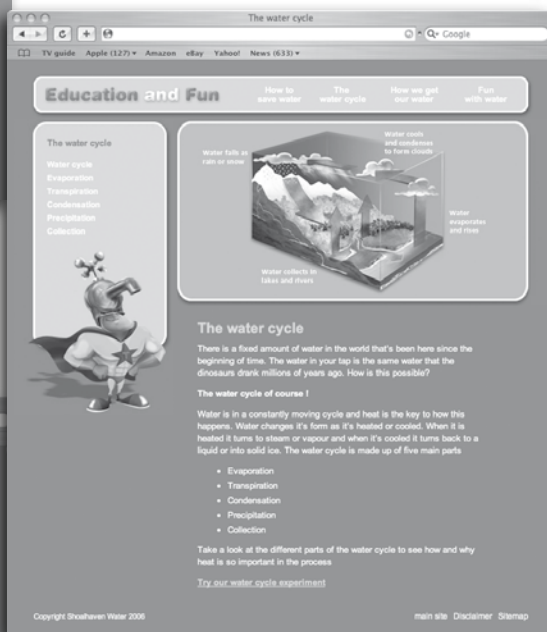 The water cycle
Google
TV guide Apple (127) Amazon eBay Yahoo! News (633)
Education and Fun
How to
save water
The
water cycle
How we get
our water
Fun
with water
The water cycle
Water cycle
Evaporation
Transpiration
Condensation
Precipitation
Collection
Water falls as
rain or snow
Water cools
and condenses
to form clouds
Water
evaporates
and rises
Water collects in
lakes and rivers
The water cycle
There is a fixed amount of water in the world that's been here since the
beginning of time. The water in your tap is the same water that the
dinosaurs drank millions of years ago. How is this possible?
The water cycle of course !
Water is in a constantly moving cycle and heat is the key to how this
happens. Water changes it's form as it's heated or cooled. When it is
heated it turns to steam or vapour and when it's cooled it turns back to a
liquid or into solid ice. The water cycle is made up of five main parts
• Evaporation
• Transpiration
• Condensation
• Precipitation
• Collection
Take a look at the different parts of the water cycle to see how and why
heat is so important in the process
Try our water cycle experiment
Copyright Shoalhaven Water 2006
main site Disclaimer Sitemap